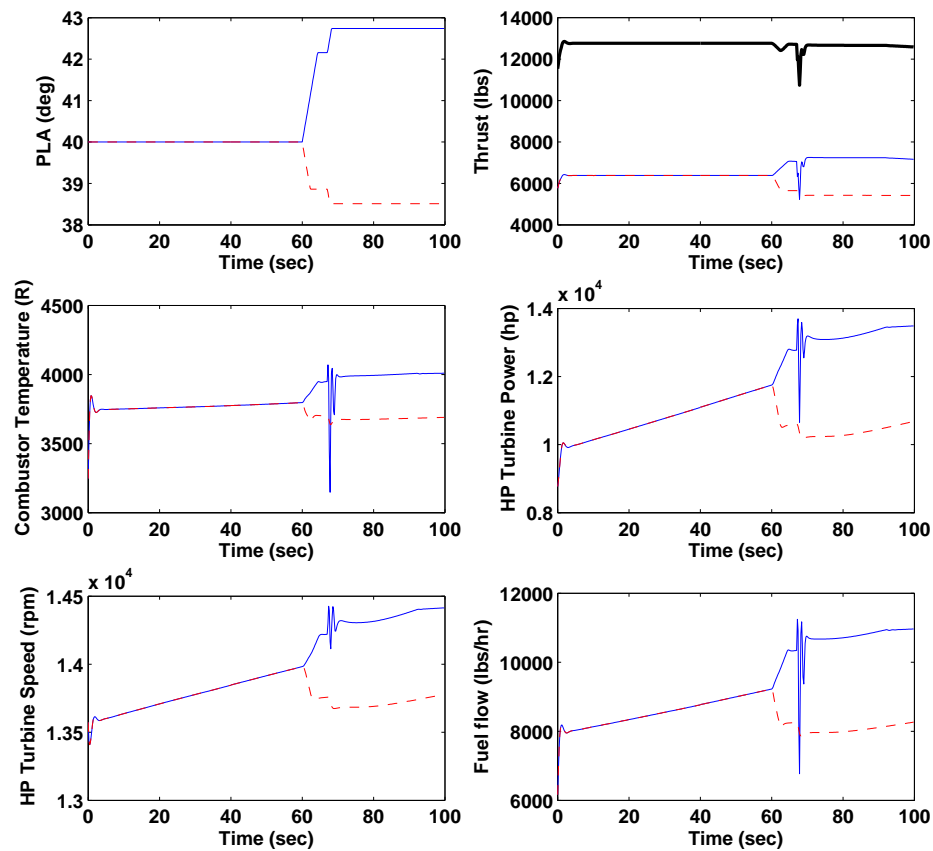 43
42
41
40
39
38
PLA (deg)
0 20 40 60 80 100
Time (sec)
14000
12000
10000
8000
6000
4000
Thrust (lbs)
0 20 40 60 80 100
Time (sec)
4500
4000
3500
3000
Combustor Temperature (R)
0 20 40 60 80 100
Time (sec)
x 10^4
1.4
1.2
1
0.8
HP Turbine Power (hp)
0 20 40 60 80 100
Time (sec)
x 10^4
1.45
1.4
1.35
1.3
HP Turbine Speed (rpm)
0 20 40 60 80 100
Time (sec)
12000
10000
8000
6000
Fuel flow (lbs/hr)
0 20 40 60 80 100
Time (sec)